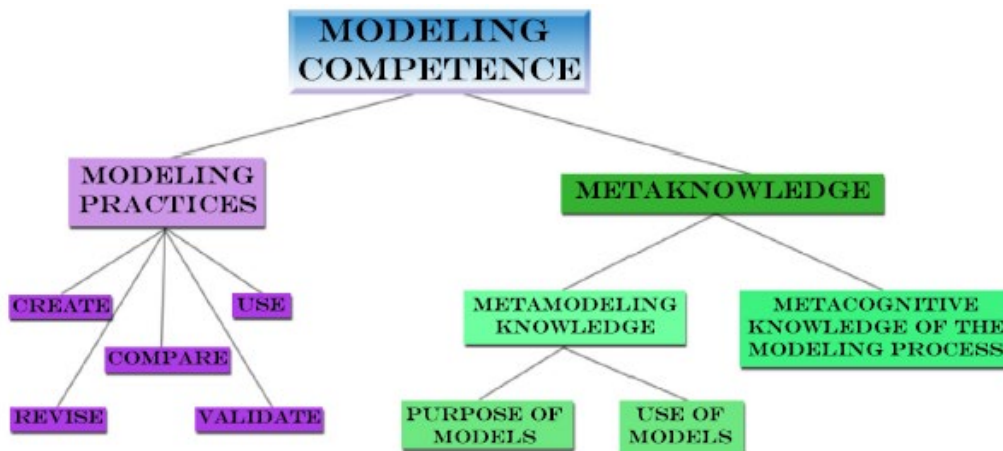 MODELING
COMPETENCE
MODELING
PRACTICES
METAKNOWLEDGE
CREATE
USE
COMPARE
REVISE
VALIDATE
METAMODELING
KNOWLEDGE
METACOGNITIVE
KNOWLEDGE OF THE
MODELING PROCESS
PURPOSE OF
MODELS
USE OF
MODELS